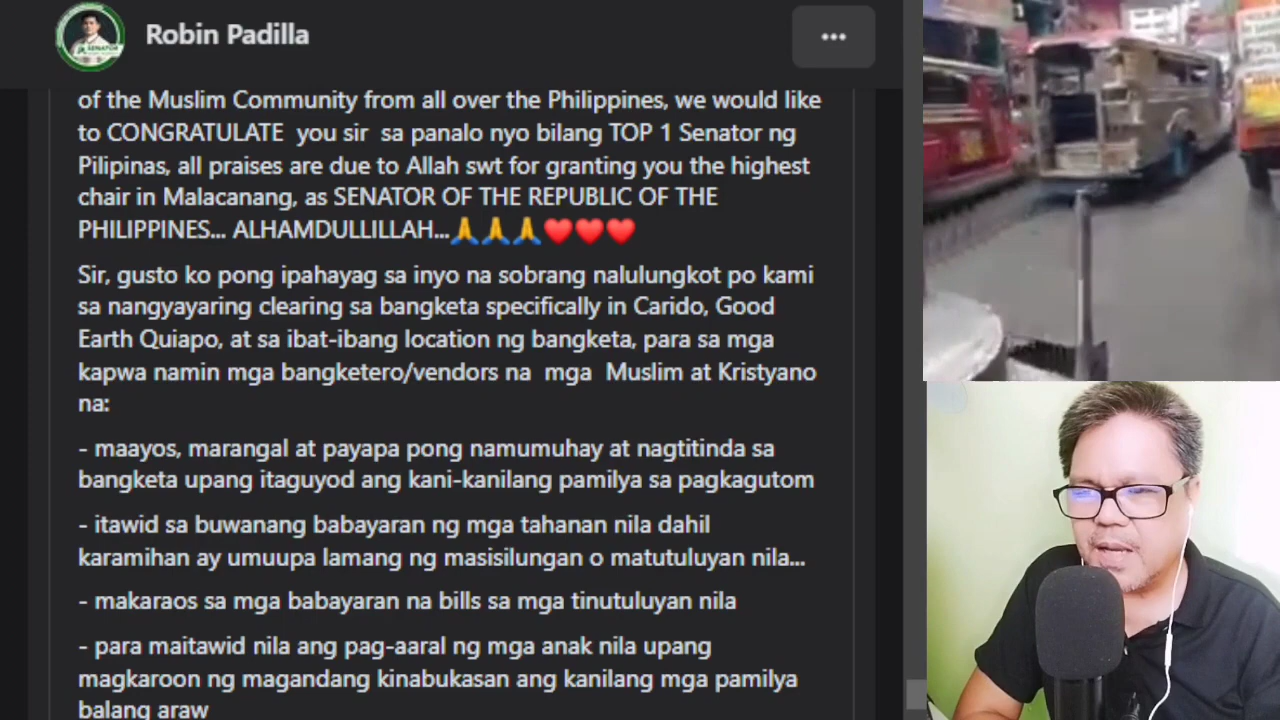 Robin Padilla
SENATOR
of the Muslim Community from all over the Philippines, we would like
to CONGRATULATE you sir sa panalo nyo bilang TOP 1 Senator ng
Pilipinas, all praises are due to Allah swt for granting you the highest
chair in Malacanang, as SENATOR OF THE REPUBLIC OF THE
PHILIPPINES... ALHAMDULLILLAH...🙏🙏🙏❤️❤️❤️
Sir, gusto ko pong ipahayag sa inyo na sobrang nalulungkot po kami
sa nangyayaring clearing sa bangketa specifically in Carido, Good
Earth Quiapo, at sa ibat-ibang location ng bangketa, para sa mga
kapwa namin mga bangketero/vendors na mga Muslim at Kristyano
na:
- maayos, marangal at payapa pong namumuhay at nagtitinda sa
bangketa upang itaguyod ang kani-kanilang pamilya sa pagkagutom
- itawid sa buwanang babayaran ng mga tahanan nila dahil
karamihan ay umuupa lamang ng masisilungan o matutuluyan nila...
- makaraos sa mga babayaran na bills sa mga tinutuluyan nila
- para maitawid nila ang pag-aaral ng mga anak nila upang
magkaroon ng magandang kinabukasan ang kanilang mga pamilya
balang araw